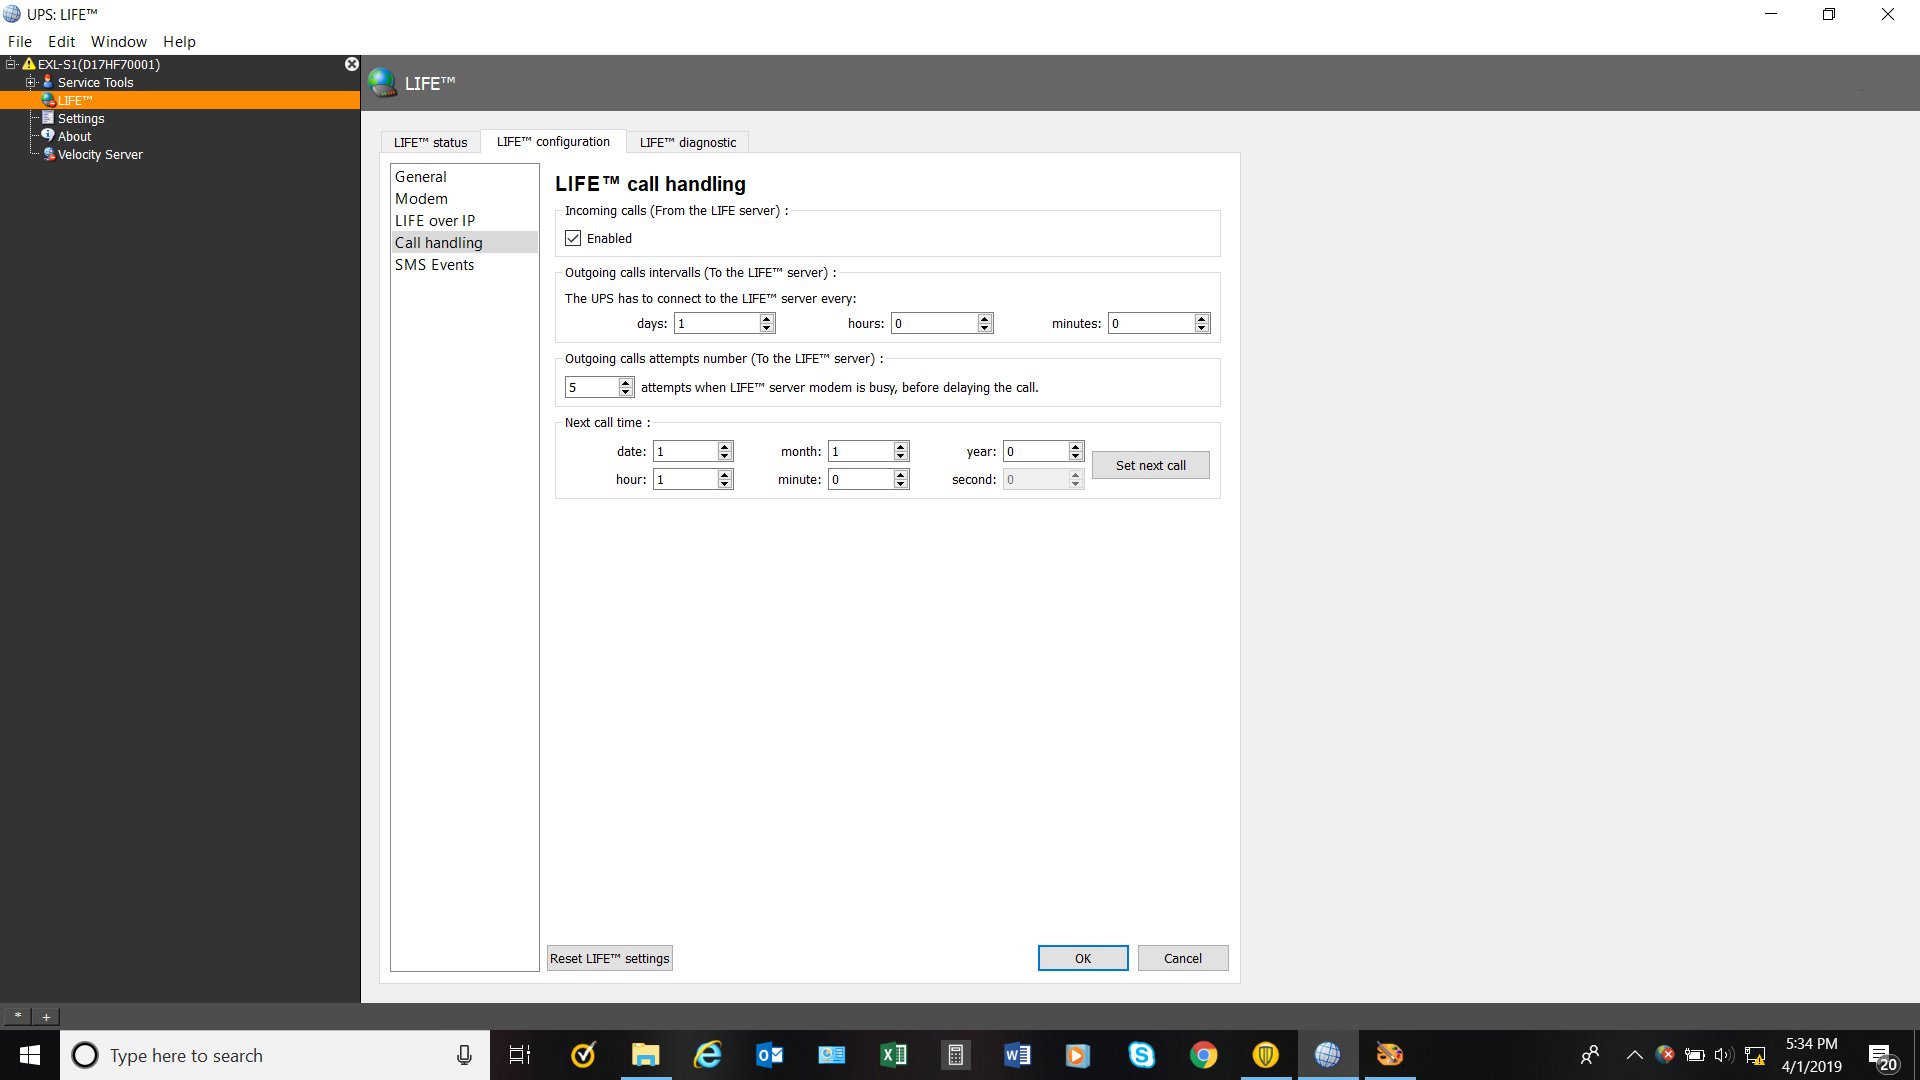 UPS: LIFE™
File Edit Window Help
EXL-S1(D17HF70001)
Service Tools
LIFE™
Settings
About
Velocity Server
LIFE™
LIFE™ status LIFE™ configuration LIFE™ diagnostic
General
Modem
LIFE over IP
Call handling
SMS Events
LIFE™ call handling
Incoming calls (From the LIFE server) :
Enabled
Outgoing calls intervalls (To the LIFE™ server) :
The UPS has to connect to the LIFE™ server every:
days: 1 hours: 0 minutes: 0
Outgoing calls attempts number (To the LIFE™ server) :
5 attempts when LIFE™ server modem is busy, before delaying the call.
Next call time :
date: 1 month: 1 year: 0
Set next call
hour: 1 minute: 0 second: 0
Reset LIFE™ settings OK Cancel
* +
Type here to search
5:34 PM
4/1/2019
20